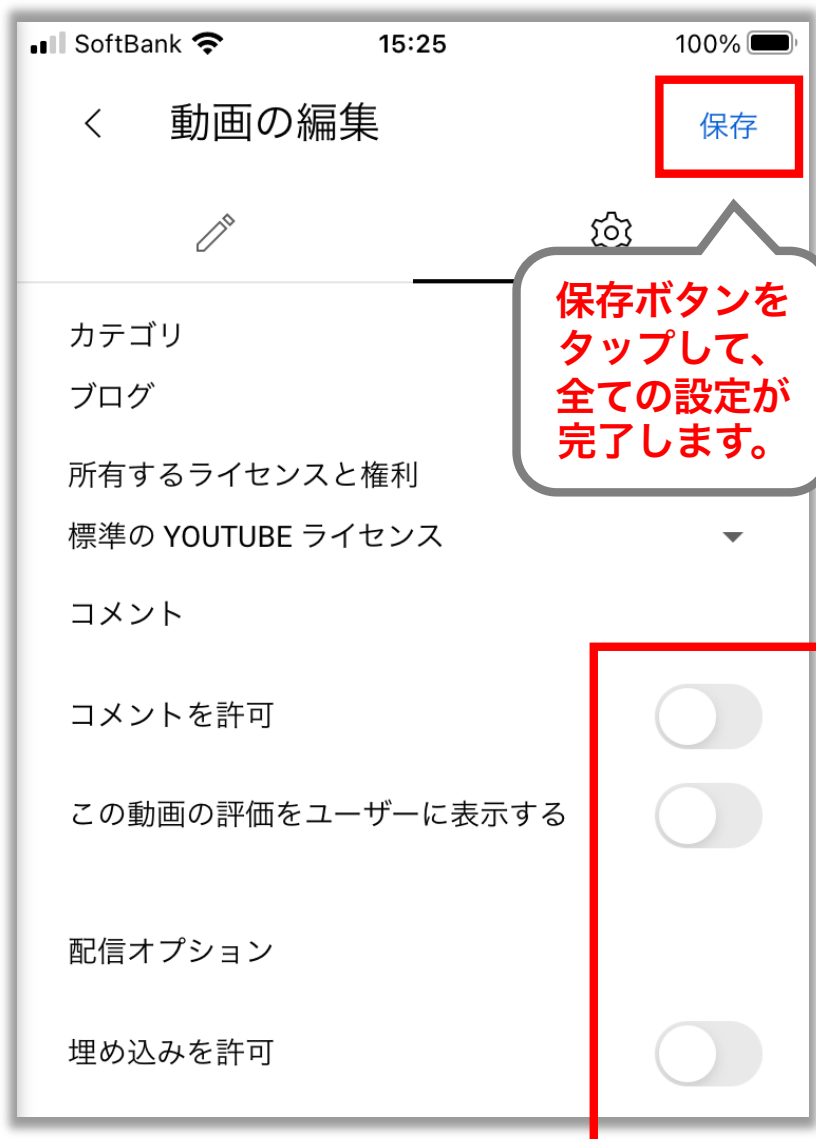 SoftBank 15:25 100%
動画の編集 保存
保存ボタンを
タップして、
全ての設定が
完了します。
カテゴリ
ブログ
所有するライセンスと権利
標準の YOUTUBE ライセンス
コメント
コメントを許可
この動画の評価をユーザーに表示する
配信オプション
埋め込みを許可